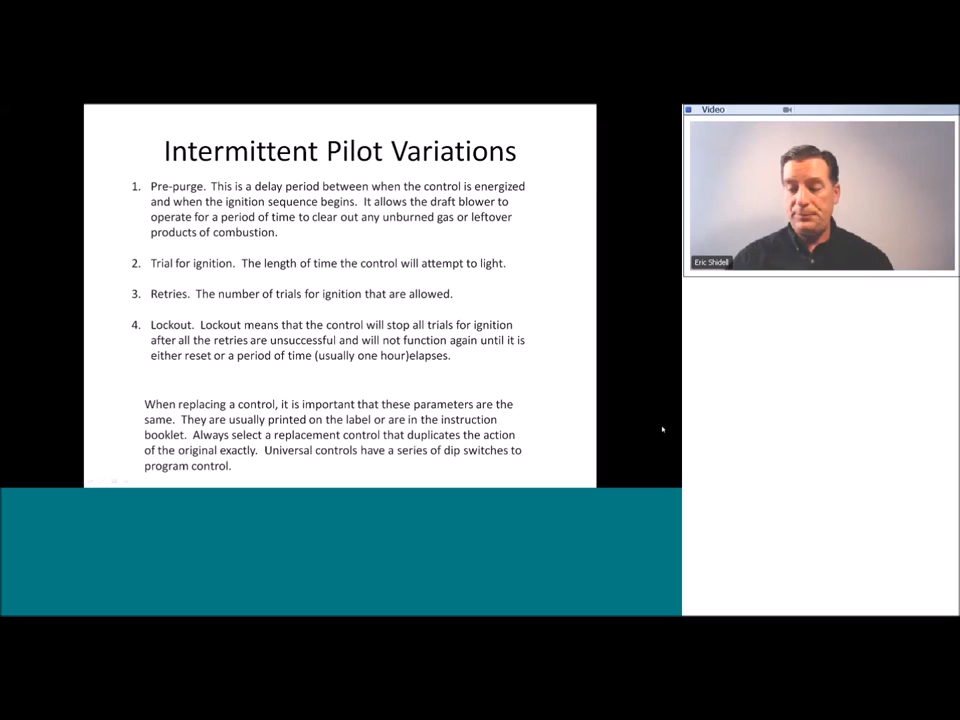 Intermittent Pilot Variations
1. Pre-purge. This is a delay period between when the control is energized
and when the ignition sequence begins. It allows the draft blower to
operate for a period of time to clear out any unburned gas or leftover
products of combustion.
2. Trial for ignition. The length of time the control will attempt to light.
3. Retries. The number of trials for ignition that are allowed.
4. Lockout. Lockout means that the control will stop all trials for ignition
after all the retries are unsuccessful and will not function again until it is
either reset or a period of time (usually one hour)elapses.
When replacing a control, it is important that these parameters are the
same. They are usually printed on the label or are in the instruction
booklet. Always select a replacement control that duplicates the action
of the original exactly. Universal controls have a series of dip switches to
program control.
Video
Eric Shidell